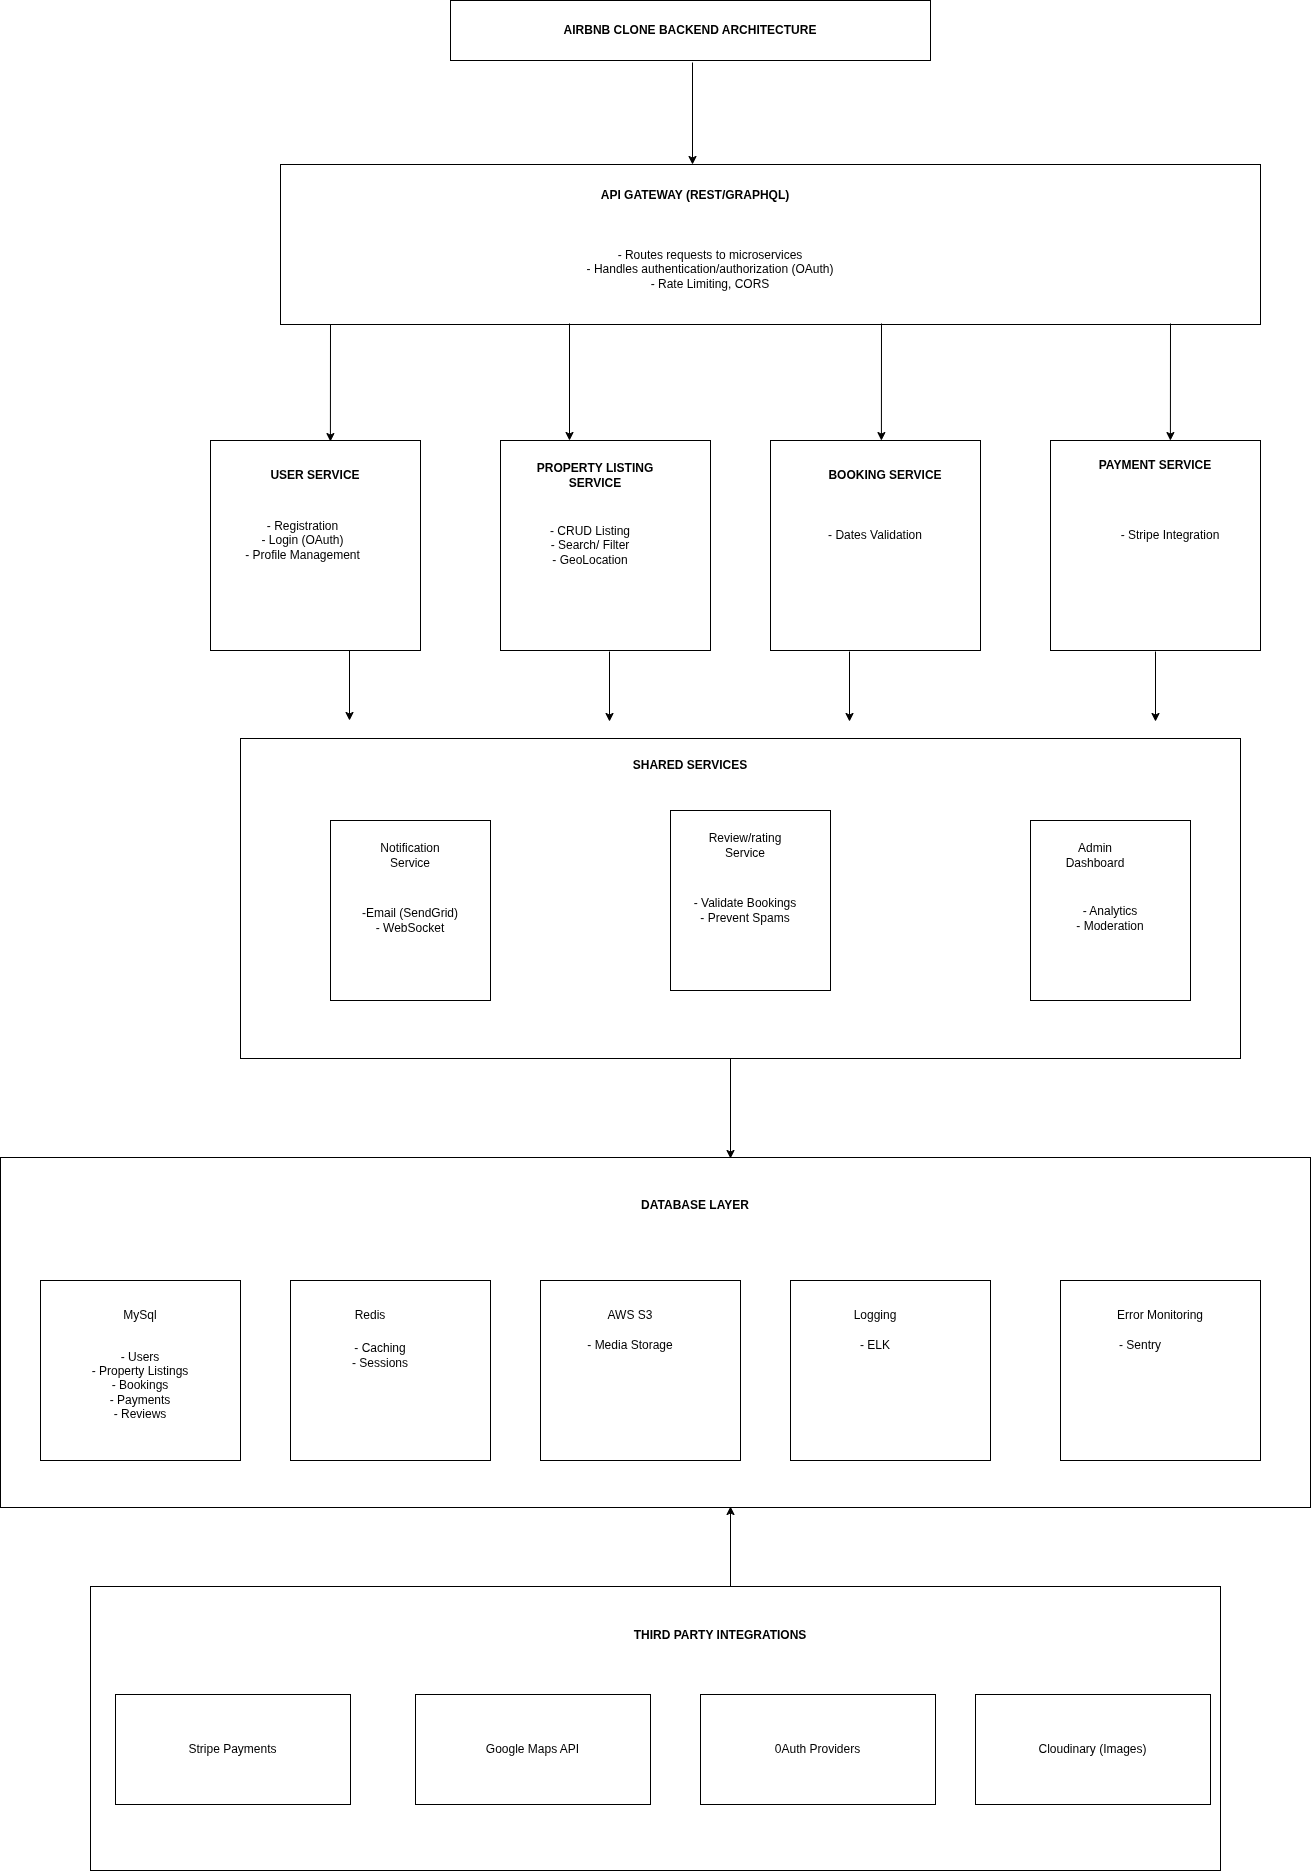 AIRBNB CLONE BACKEND ARCHITECTURE
API GATEWAY (REST/GRAPHQL)
- Routes requests to microservices
- Handles authentication/authorization (OAuth)
- Rate Limiting, CORS
USER SERVICE
- Registration
- Login (OAuth)
- Profile Management
PROPERTY LISTING
SERVICE
- CRUD Listing
- Search/ Filter
- GeoLocation
BOOKING SERVICE
- Dates Validation
PAYMENT SERVICE
- Stripe Integration
SHARED SERVICES
Notification
Service
-Email (SendGrid)
- WebSocket
Review/rating
Service
- Validate Bookings
- Prevent Spams
Admin
Dashboard
- Analytics
- Moderation
DATABASE LAYER
MySql
- Users
- Property Listings
- Bookings
- Payments
- Reviews
Redis
- Caching
- Sessions
AWS S3
- Media Storage
Logging
- ELK
Error Monitoring
- Sentry
THIRD PARTY INTEGRATIONS
Stripe Payments
Google Maps API
0Auth Providers
Cloudinary (Images)